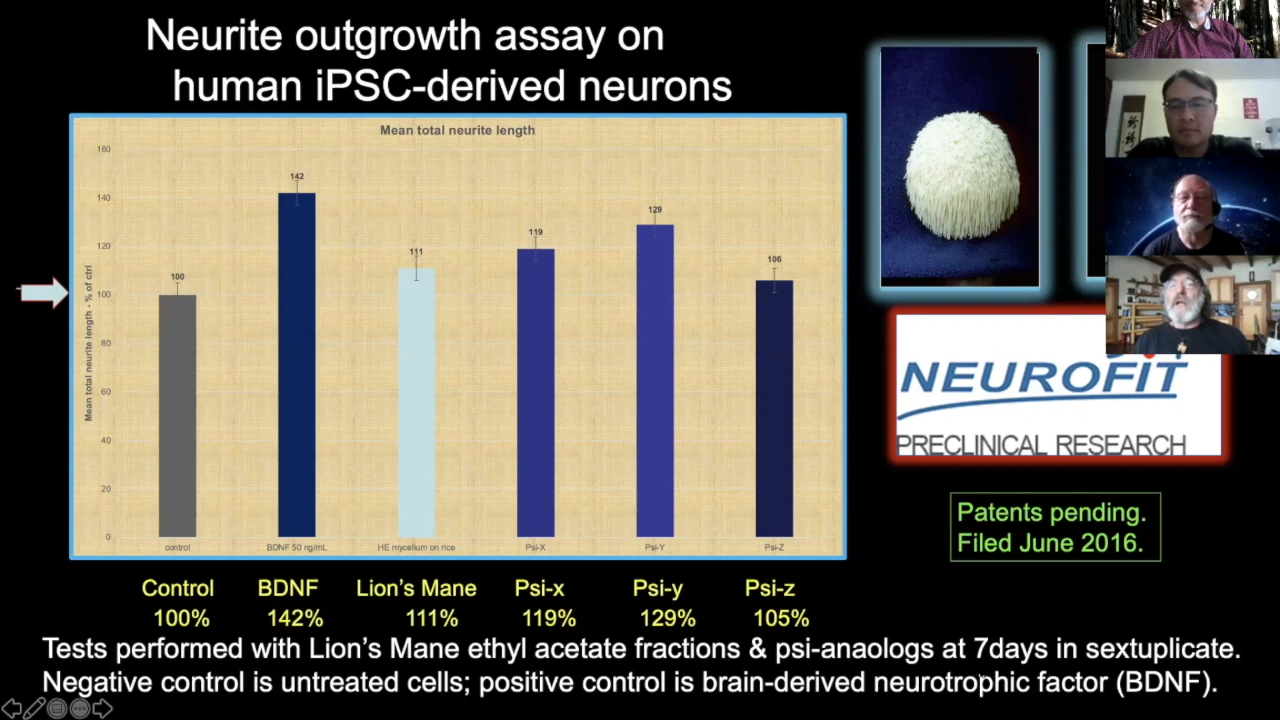 Neurite outgrowth assay on
human iPSC-derived neurons
Mean total neurite length
160
140
120
100
80
60
40
20
0
Mean total neurite length - % of ctrl
100
142
111
119
129
106
control
BDNF 50 ng/mL
HE mycelium on rice
Psi-X
Psi-Y
Psi-Z
Control
BDNF
Lion's Mane
Psi-x
Psi-y
Psi-z
100%
142%
111%
119%
129%
105%
NEUROFIT
PRECLINICAL RESEARCH
Patents pending.
Filed June 2016.
Tests performed with Lion's Mane ethyl acetate fractions & psi-anaologs at 7days in sextuplicate.
Negative control is untreated cells; positive control is brain-derived neurotrophic factor (BDNF).